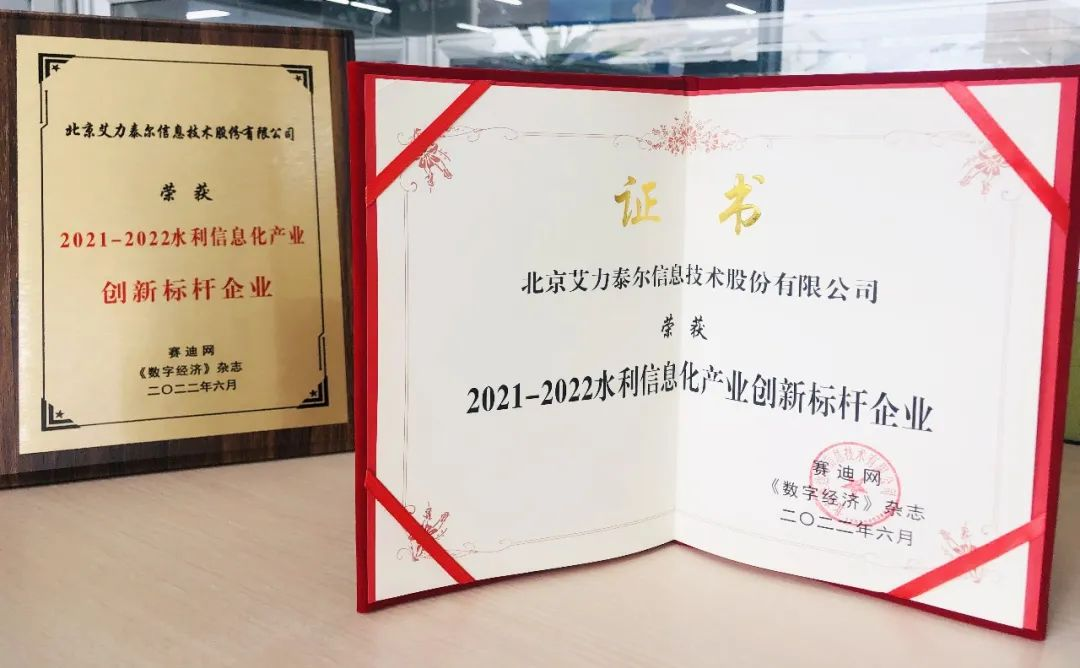 北京艾力泰尔信息技术股份有限公司
荣获
2021-2022水利信息化产业
创新标杆企业
赛迪网
《数字经济》杂志
二〇二二年六月
证书
北京艾力泰尔信息技术股份有限公司
荣获
2021-2022水利信息化产业创新标杆企业
赛迪网
《数字经济》杂志
二〇二二年六月